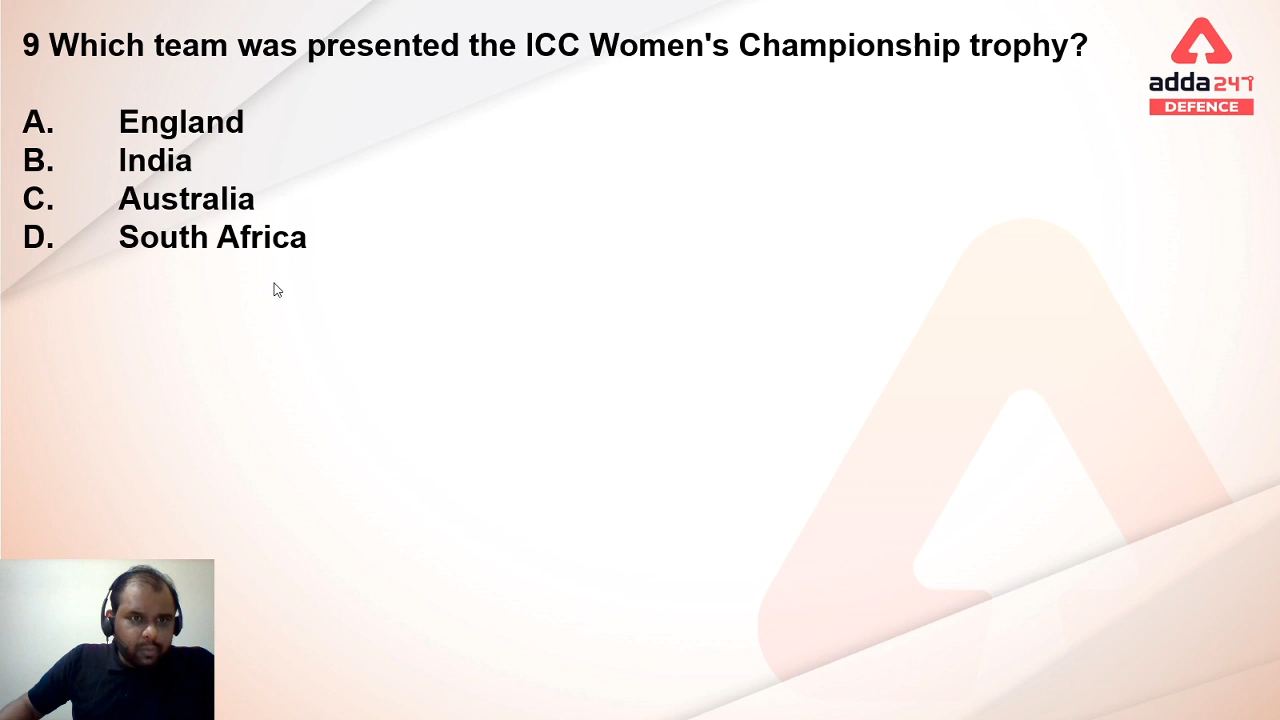 9 Which team was presented the ICC Women's Championship trophy?
A. England
B. India
C. Australia
D. South Africa
adda247
DEFENCE